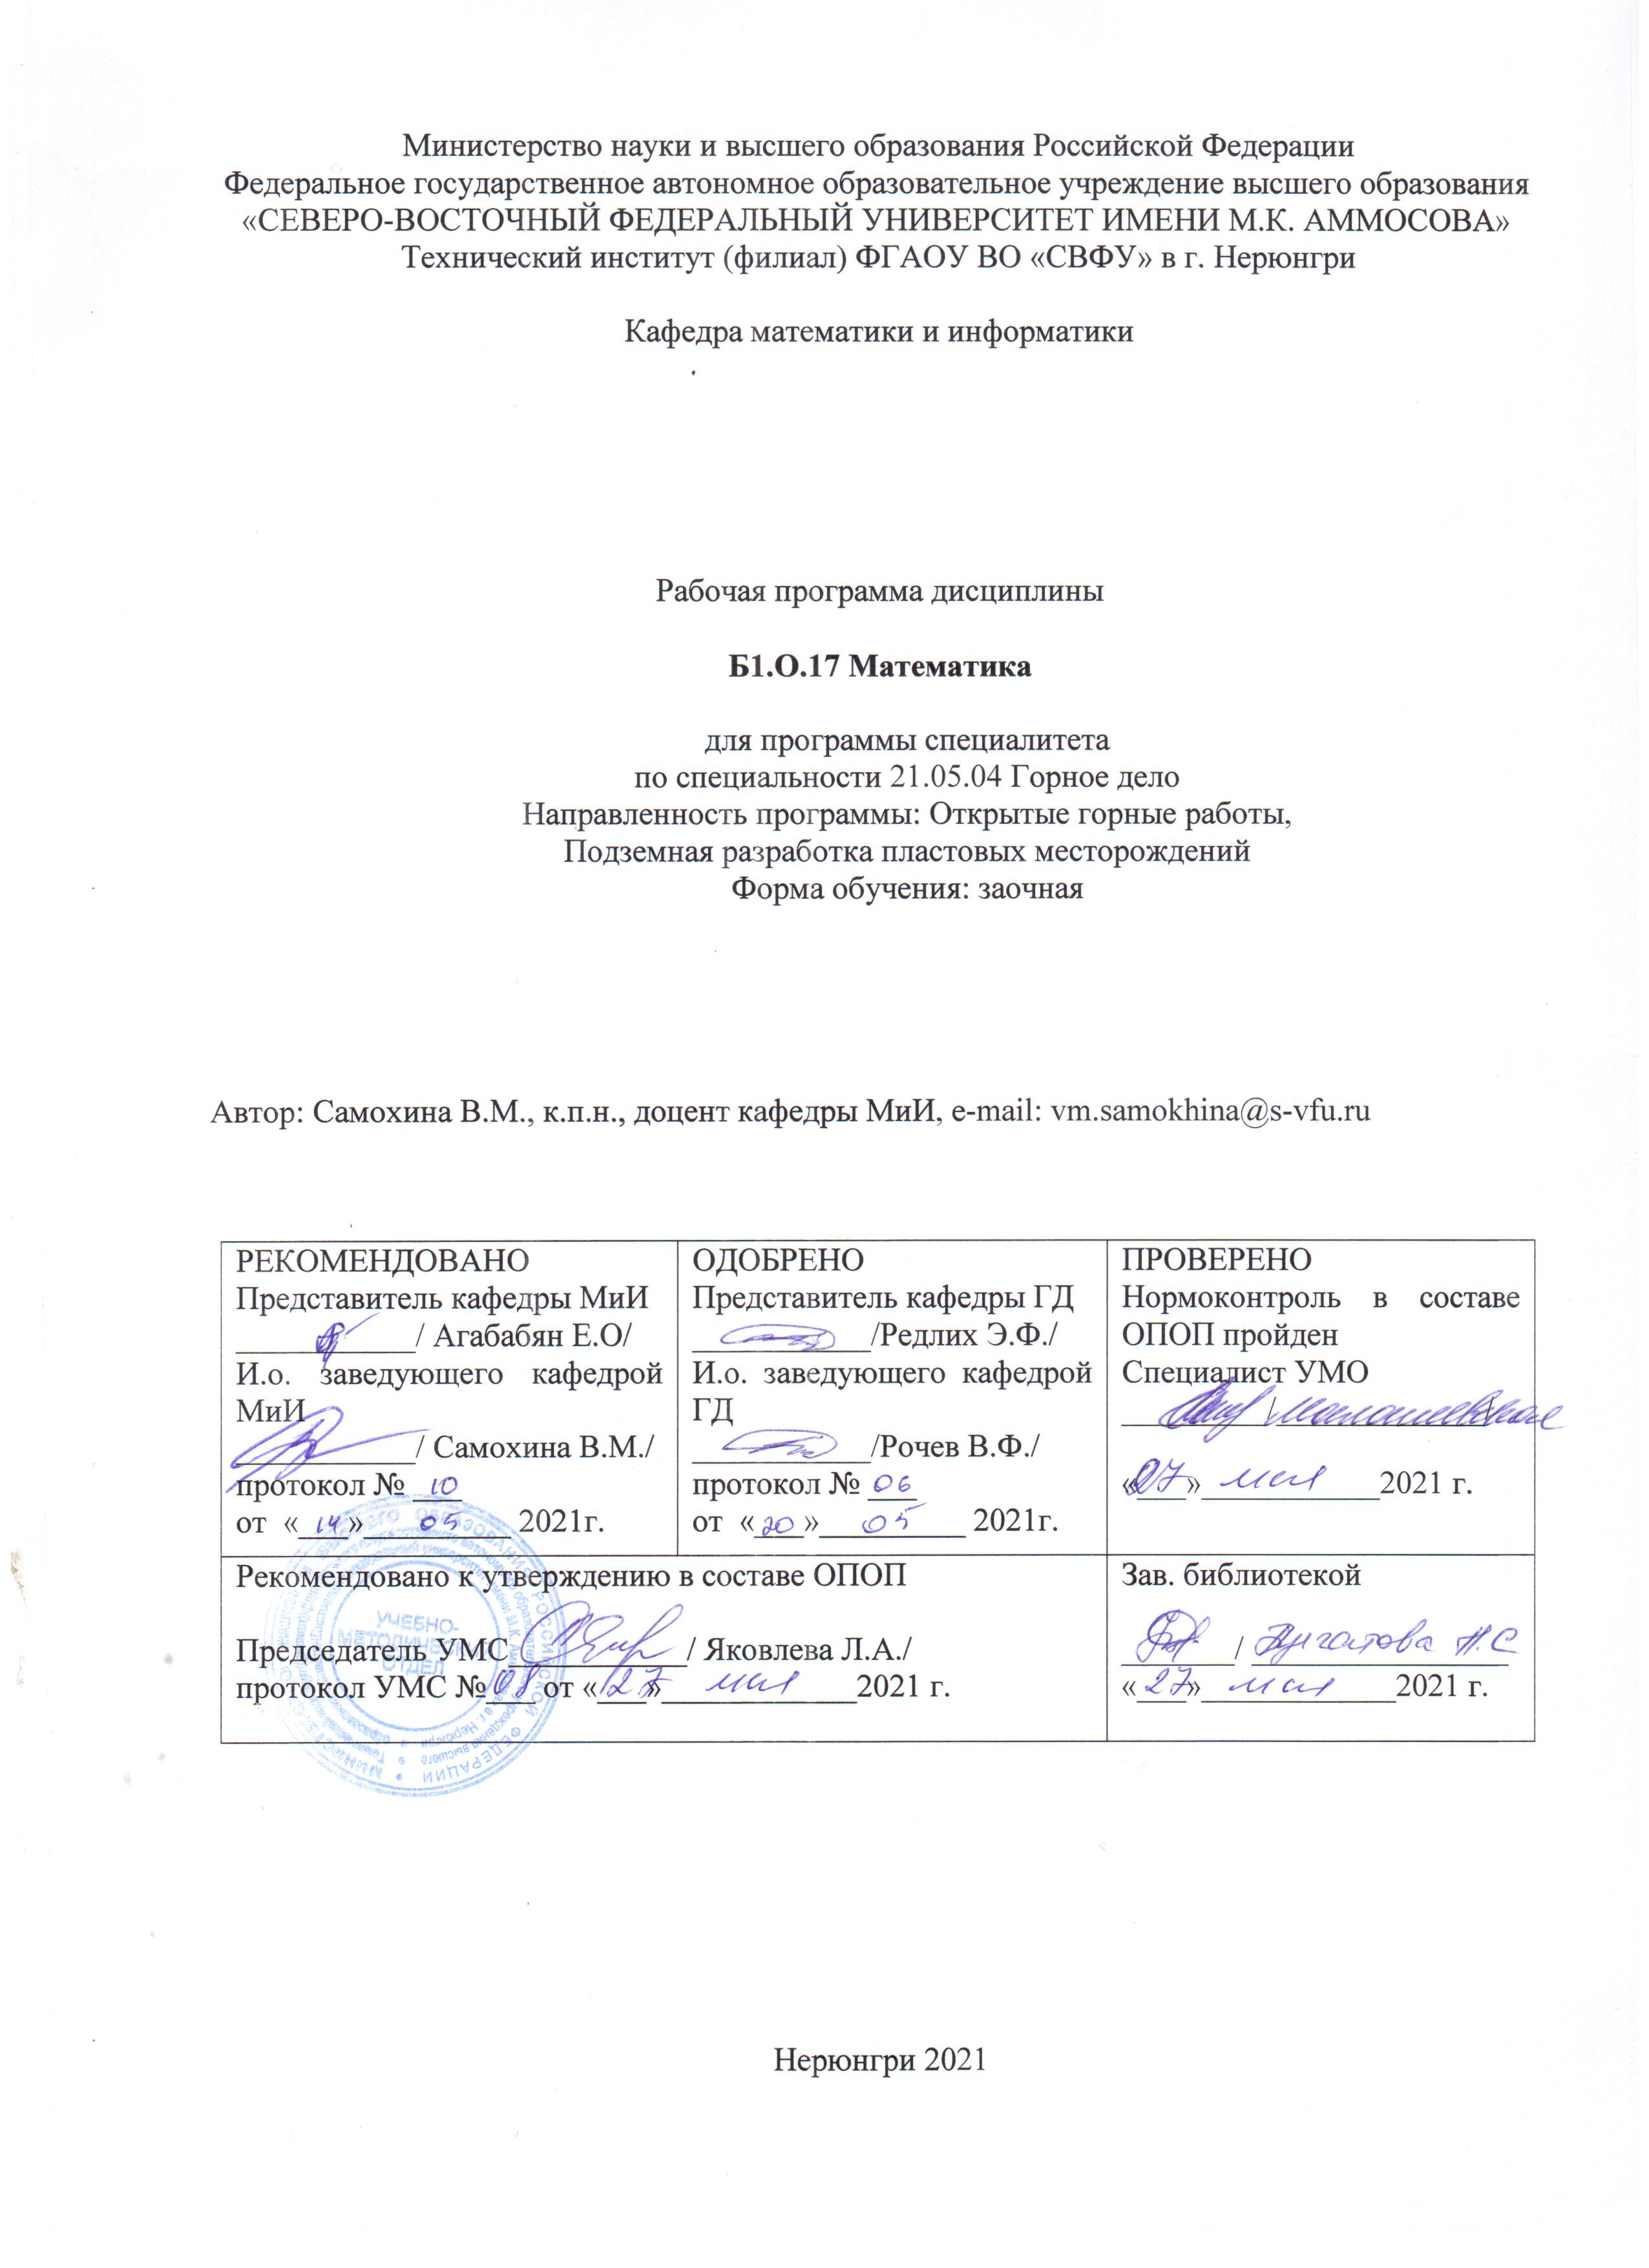 Министерство науки и высшего образования Российской Федерации
Федеральное государственное автономное образовательное учреждение высшего образования
«СЕВЕРО-ВОСТОЧНЫЙ ФЕДЕРАЛЬНЫЙ УНИВЕРСИТЕТ ИМЕНИ М.К. АММОСОВА»
Технический институт (филиал) ФГАОУ ВО «СВФУ» в г. Нерюнгри
Кафедра математики и информатики
Рабочая программа дисциплины
Б1.О.17 Математика
для программы специалитета
по специальности 21.05.04 Горное дело
Направленность программы: Открытые горные работы,
Подземная разработка пластовых месторождений
Форма обучения: заочная
Автор: Самохина В.М., к.п.н., доцент кафедры МиИ, e-mail: vm.samokhina@s-vfu.ru
РЕКОМЕНДОВАНО
Представитель кафедры МиИ
/ Агабабян Е.О/
И.о. заведующего кафедрой
МиИ
/ Самохина В.М./
протокол № 10
от «14» 05 2021г.
ОДОБРЕНО
Представитель кафедры ГД
/Редлих Э.Ф./
И.о. заведующего кафедрой
ГД
/Рочев В.Ф./
протокол № 06
от «20» 05 2021г.
ПРОВЕРЕНО
Нормоконтроль в составе
ОПОП пройден
Специалист УМО
/ /
«27» мая 2021 г.
Рекомендовано к утверждению в составе ОПОП
Председатель УМС / Яковлева Л.А./
протокол УМС №08 от «27» мая 2021 г.
УЧЕБНО-
МЕТОДИЧЕСКИЙ
ОТДЕЛ
Зав. библиотекой
/ Н.С
«27» мая 2021 г.
Нерюнгри 2021